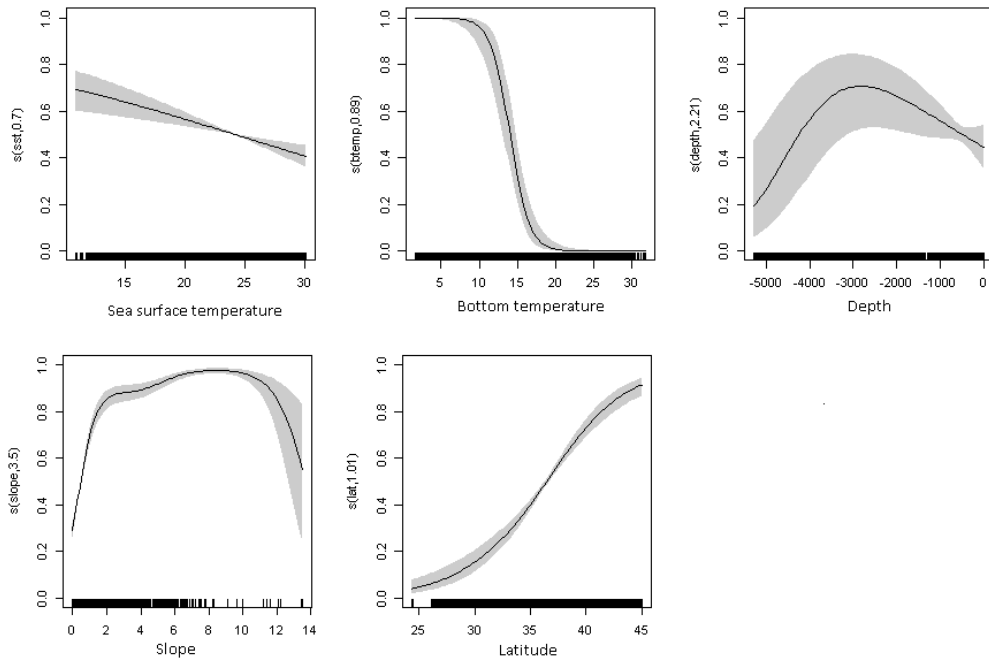 s(sst,0.7)
0.0 0.2 0.4 0.6 0.8 1.0
15 20 25 30
Sea surface temperature
s(btemp,0.89)
0.0 0.2 0.4 0.6 0.8 1.0
5 10 15 20 25 30
Bottom temperature
s(depth,2.21)
0.0 0.2 0.4 0.6 0.8 1.0
-5000 -4000 -3000 -2000 -1000 0
Depth
s(slope,3.5)
0.0 0.2 0.4 0.6 0.8 1.0
0 2 4 6 8 10 12 14
Slope
s(lat,1.01)
0.0 0.2 0.4 0.6 0.8 1.0
25 30 35 40 45
Latitude